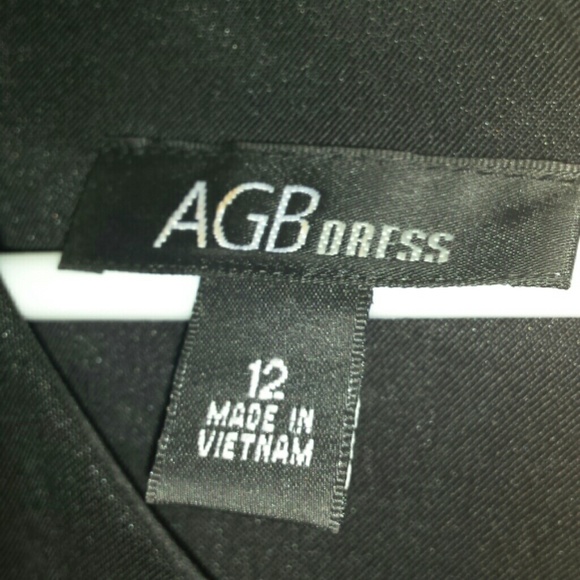 AGB DRESS
12
MADE IN
VIETNAM